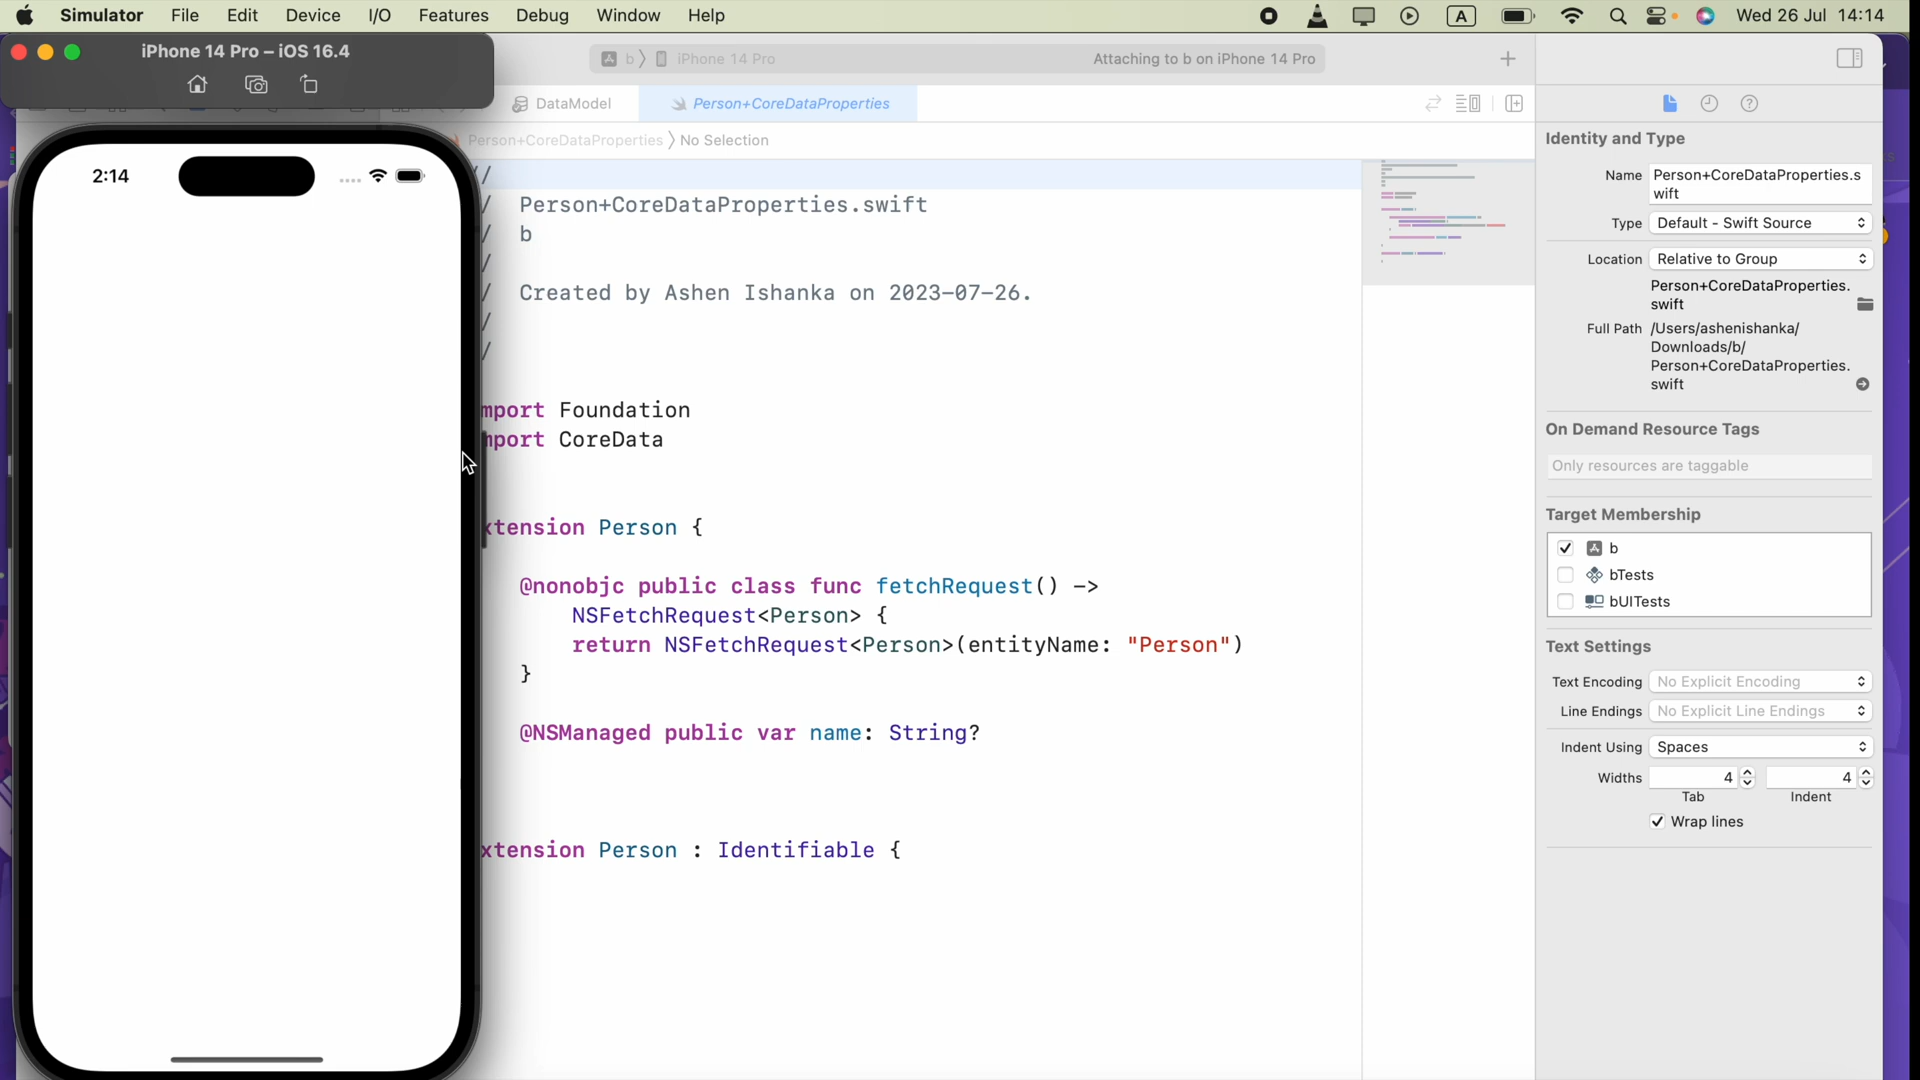 Simulator File Edit Device I/O Features Debug Window Help A Wed 26 Jul 14:14
iPhone 14 Pro – iOS 16.4
b iPhone 14 Pro Attaching to b on iPhone 14 Pro
DataModel Person+CoreDataProperties
Person+CoreDataProperties No Selection
2:14
/
/ Person+CoreDataProperties.swift
/ b
/
/ Created by Ashen Ishanka on 2023-07-26.
/
/
mport Foundation
mport CoreData
xtension Person {
@nonobjc public class func fetchRequest() ->
NSFetchRequest<Person> {
return NSFetchRequest<Person>(entityName: "Person")
}
@NSManaged public var name: String?
xtension Person : Identifiable {
Identity and Type
Name Person+CoreDataProperties.s
wift
Type Default - Swift Source
Location Relative to Group
Person+CoreDataProperties.
swift
Full Path /Users/ashenishanka/
Downloads/b/
Person+CoreDataProperties.
swift
On Demand Resource Tags
Only resources are taggable
Target Membership
b
bTests
bUITests
Text Settings
Text Encoding No Explicit Encoding
Line Endings No Explicit Line Endings
Indent Using Spaces
Widths 4 4
Tab Indent
Wrap lines